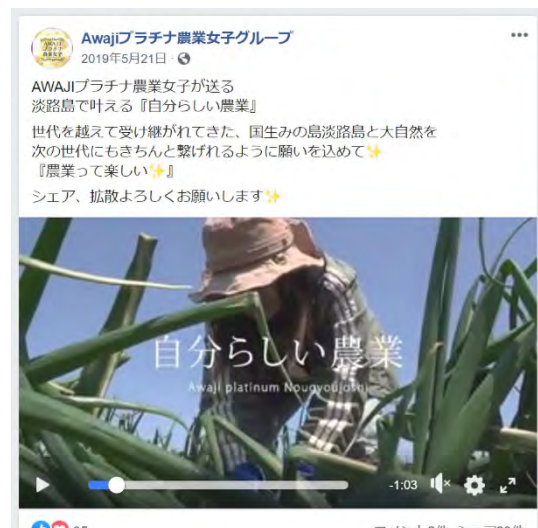 Awajiプラチナ農業女子グループ
2019年5月21日
AWAJIプラチナ農業女子が送る
淡路島で叶える『自分らしい農業』
世代を越えて受け継がれてきた、国生みの島淡路島と大自然を
次の世代にもきちんと繋げれるように願いを込めて✨
『農業って楽しい✨』
シェア、拡散よろしくお願いします✨
自分らしい農業
Awaji platinum Nougyoujoshi
-1:03